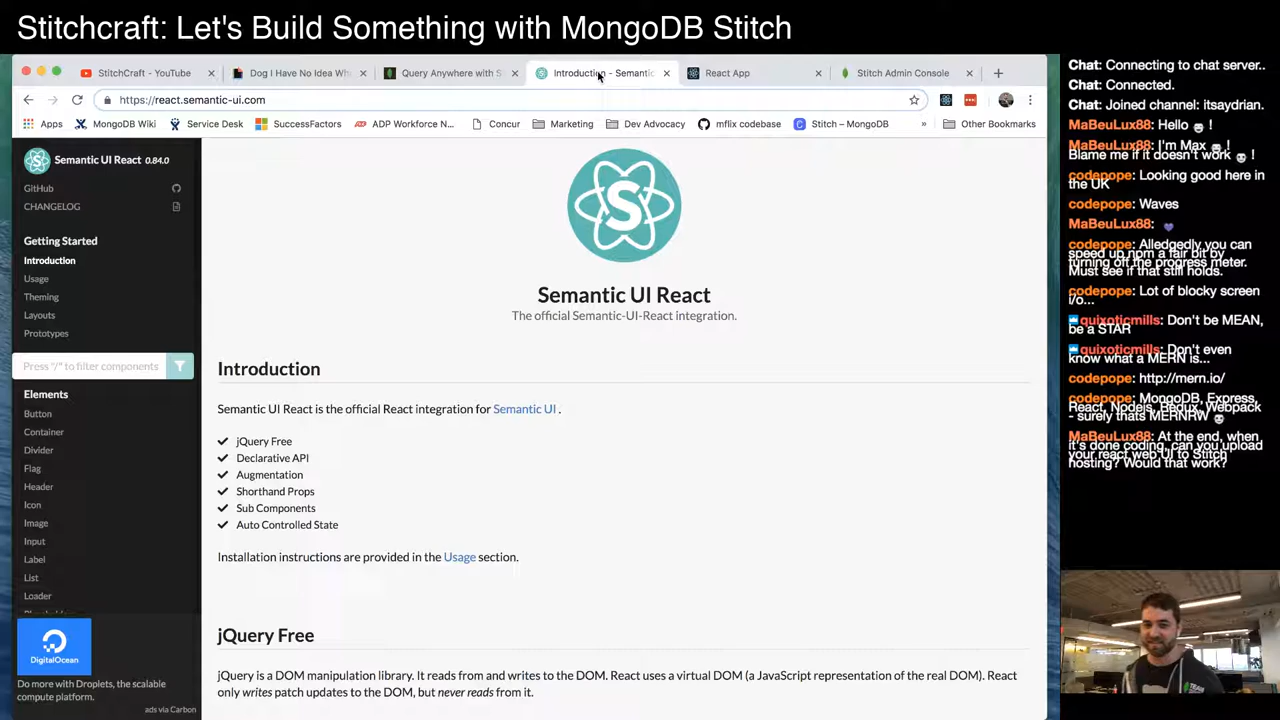 Stitchcraft: Let's Build Something with MongoDB Stitch
StitchCraft - YouTube
Dog I Have No Idea Wh
Query Anywhere with S
Introduction - Semantic
React App
Stitch Admin Console
https://react.semantic-ui.com
Apps
MongoDB Wiki
Service Desk
SuccessFactors
ADP Workforce N...
Concur
Marketing
Dev Advocacy
mflix codebase
Stitch – MongoDB
»
Other Bookmarks
Semantic UI React 0.84.0
GitHub
CHANGELOG
Getting Started
Introduction
Usage
Theming
Layouts
Prototypes
Press "/" to filter components
Elements
Button
Container
Divider
Flag
Header
Icon
Image
Input
Label
List
Loader
DigitalOcean
Do more with Droplets, the scalable
compute platform.
ads via Carbon
S
Semantic UI React
The official Semantic-UI-React integration.
Introduction
Semantic UI React is the official React integration for Semantic UI .
jQuery Free
Declarative API
Augmentation
Shorthand Props
Sub Components
Auto Controlled State
Installation instructions are provided in the Usage section.
jQuery Free
jQuery is a DOM manipulation library. It reads from and writes to the DOM. React uses a virtual DOM (a JavaScript representation of the real DOM). React
only writes patch updates to the DOM, but never reads from it.
Chat: Connecting to chat server..
Chat: Connected.
Chat: Joined channel: itsaydrian.
MaBeuLux88: Hello !
MaBeuLux88: I'm Max !
Blame me if it doesn't work !
codepope: Looking good here in
the UK
codepope: Waves
MaBeuLux88:
codepope: Alledgedly you can
speed up npm a fair bit by
turning off the progress meter.
Must see if that still holds.
codepope: Lot of blocky screen
i/o...
quixoticmills: Don't be MEAN,
be a STAR
quixoticmills: Don't even
know what a MERN is...
codepope: http://mern.io/
codepope: MongoDB, Express,
React, Nodejs, Redux, Webpack
- surely thats MERNRW
MaBeuLux88: At the end, when
it's done coding, can you upload
your react web UI to Stitch
hosting? Would that work?